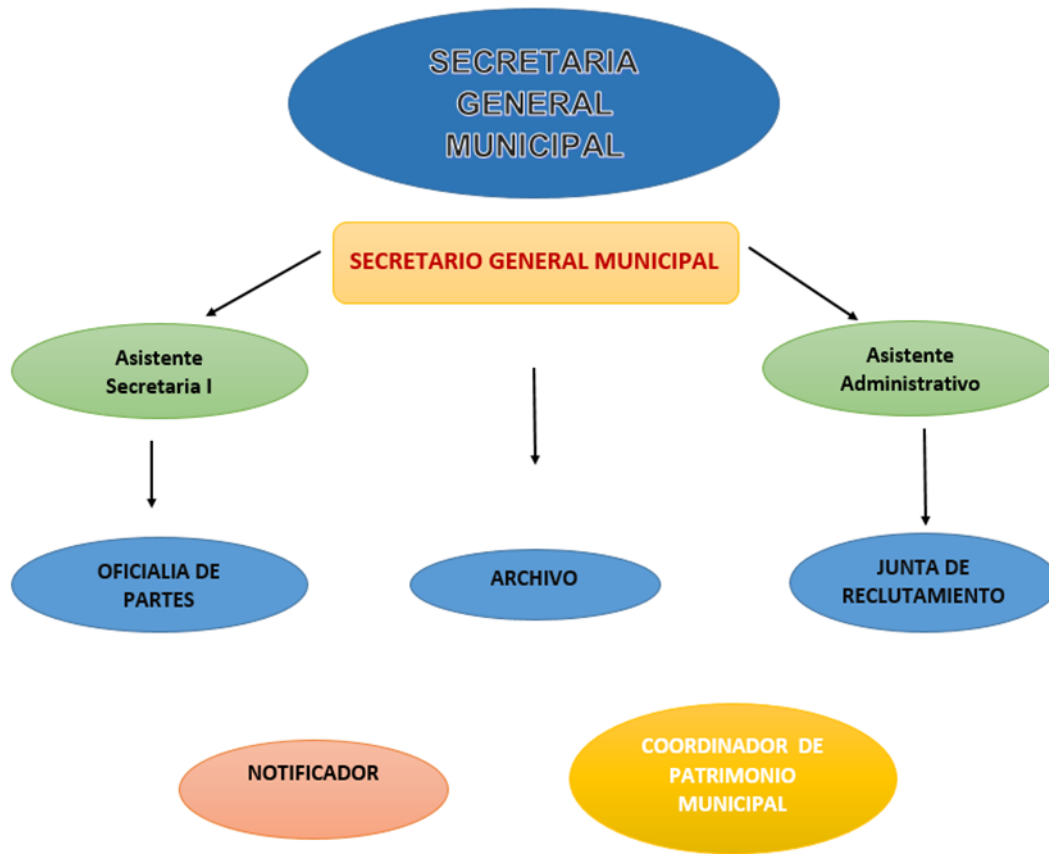 SECRETARIA
GENERAL
MUNICIPAL
SECRETARIO GENERAL MUNICIPAL
Asistente
Secretaria I
Asistente
Administrativo
OFICIALIA DE
PARTES
ARCHIVO
JUNTA DE
RECLUTAMIENTO
NOTIFICADOR
COORDINADOR DE
PATRIMONIO
MUNICIPAL